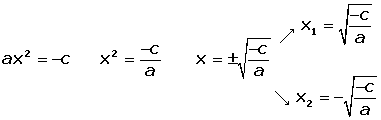 x₁ = √(-c/a)
ax² = -c    x² = -c/a    x = ±√(-c/a)
x₂ = -√(-c/a)